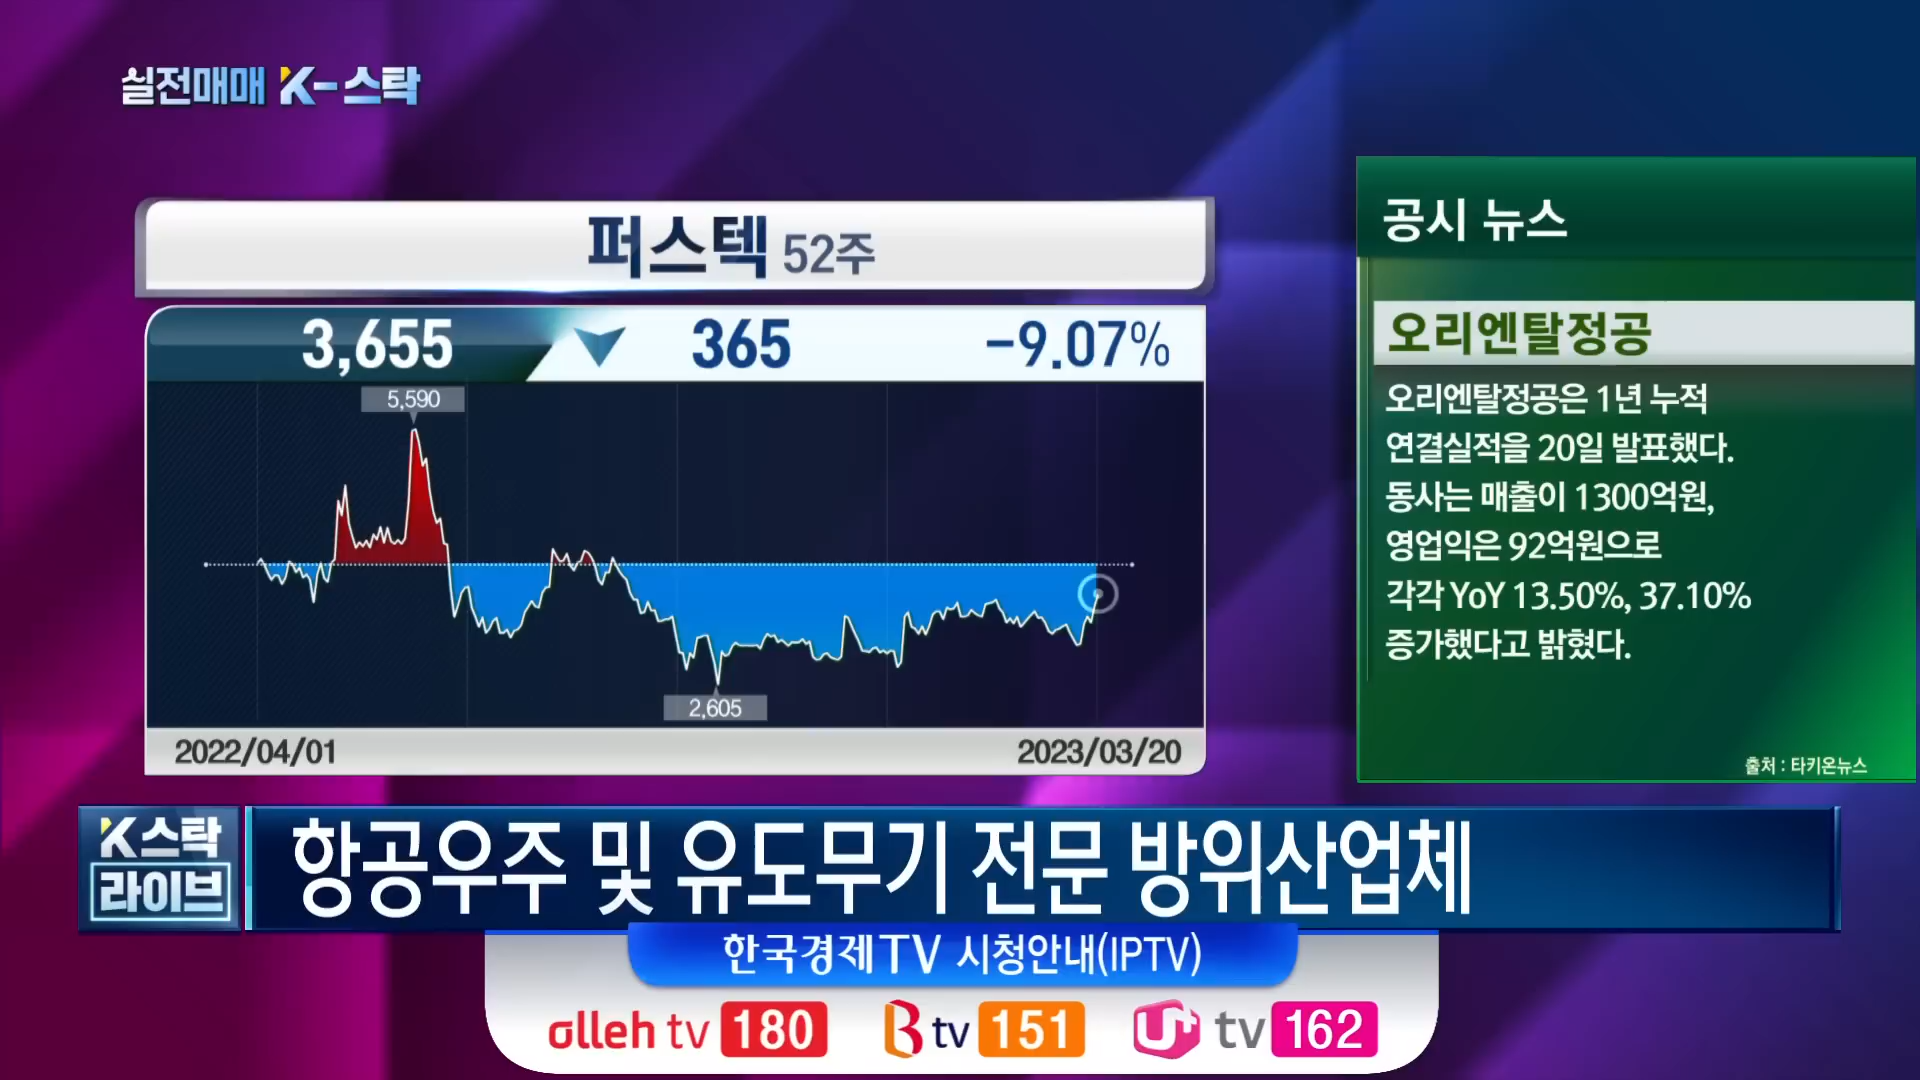 실전매매 K-스탁
퍼스텍 52주
3,655 ▼ 365 -9.07%
5,590
2,605
2022/04/01 2023/03/20
공시 뉴스
오리엔탈정공
오리엔탈정공은 1년 누적
연결실적을 20일 발표했다.
동사는 매출이 1300억원,
영업익은 92억원으로
각각 YoY 13.50%, 37.10%
증가했다고 밝혔다.
출처 : 타키온뉴스
K스탁
라이브
항공우주 및 유도무기 전문 방위산업체
한국경제TV 시청안내(IPTV)
olleh tv 180 B tv 151 U+ tv 162